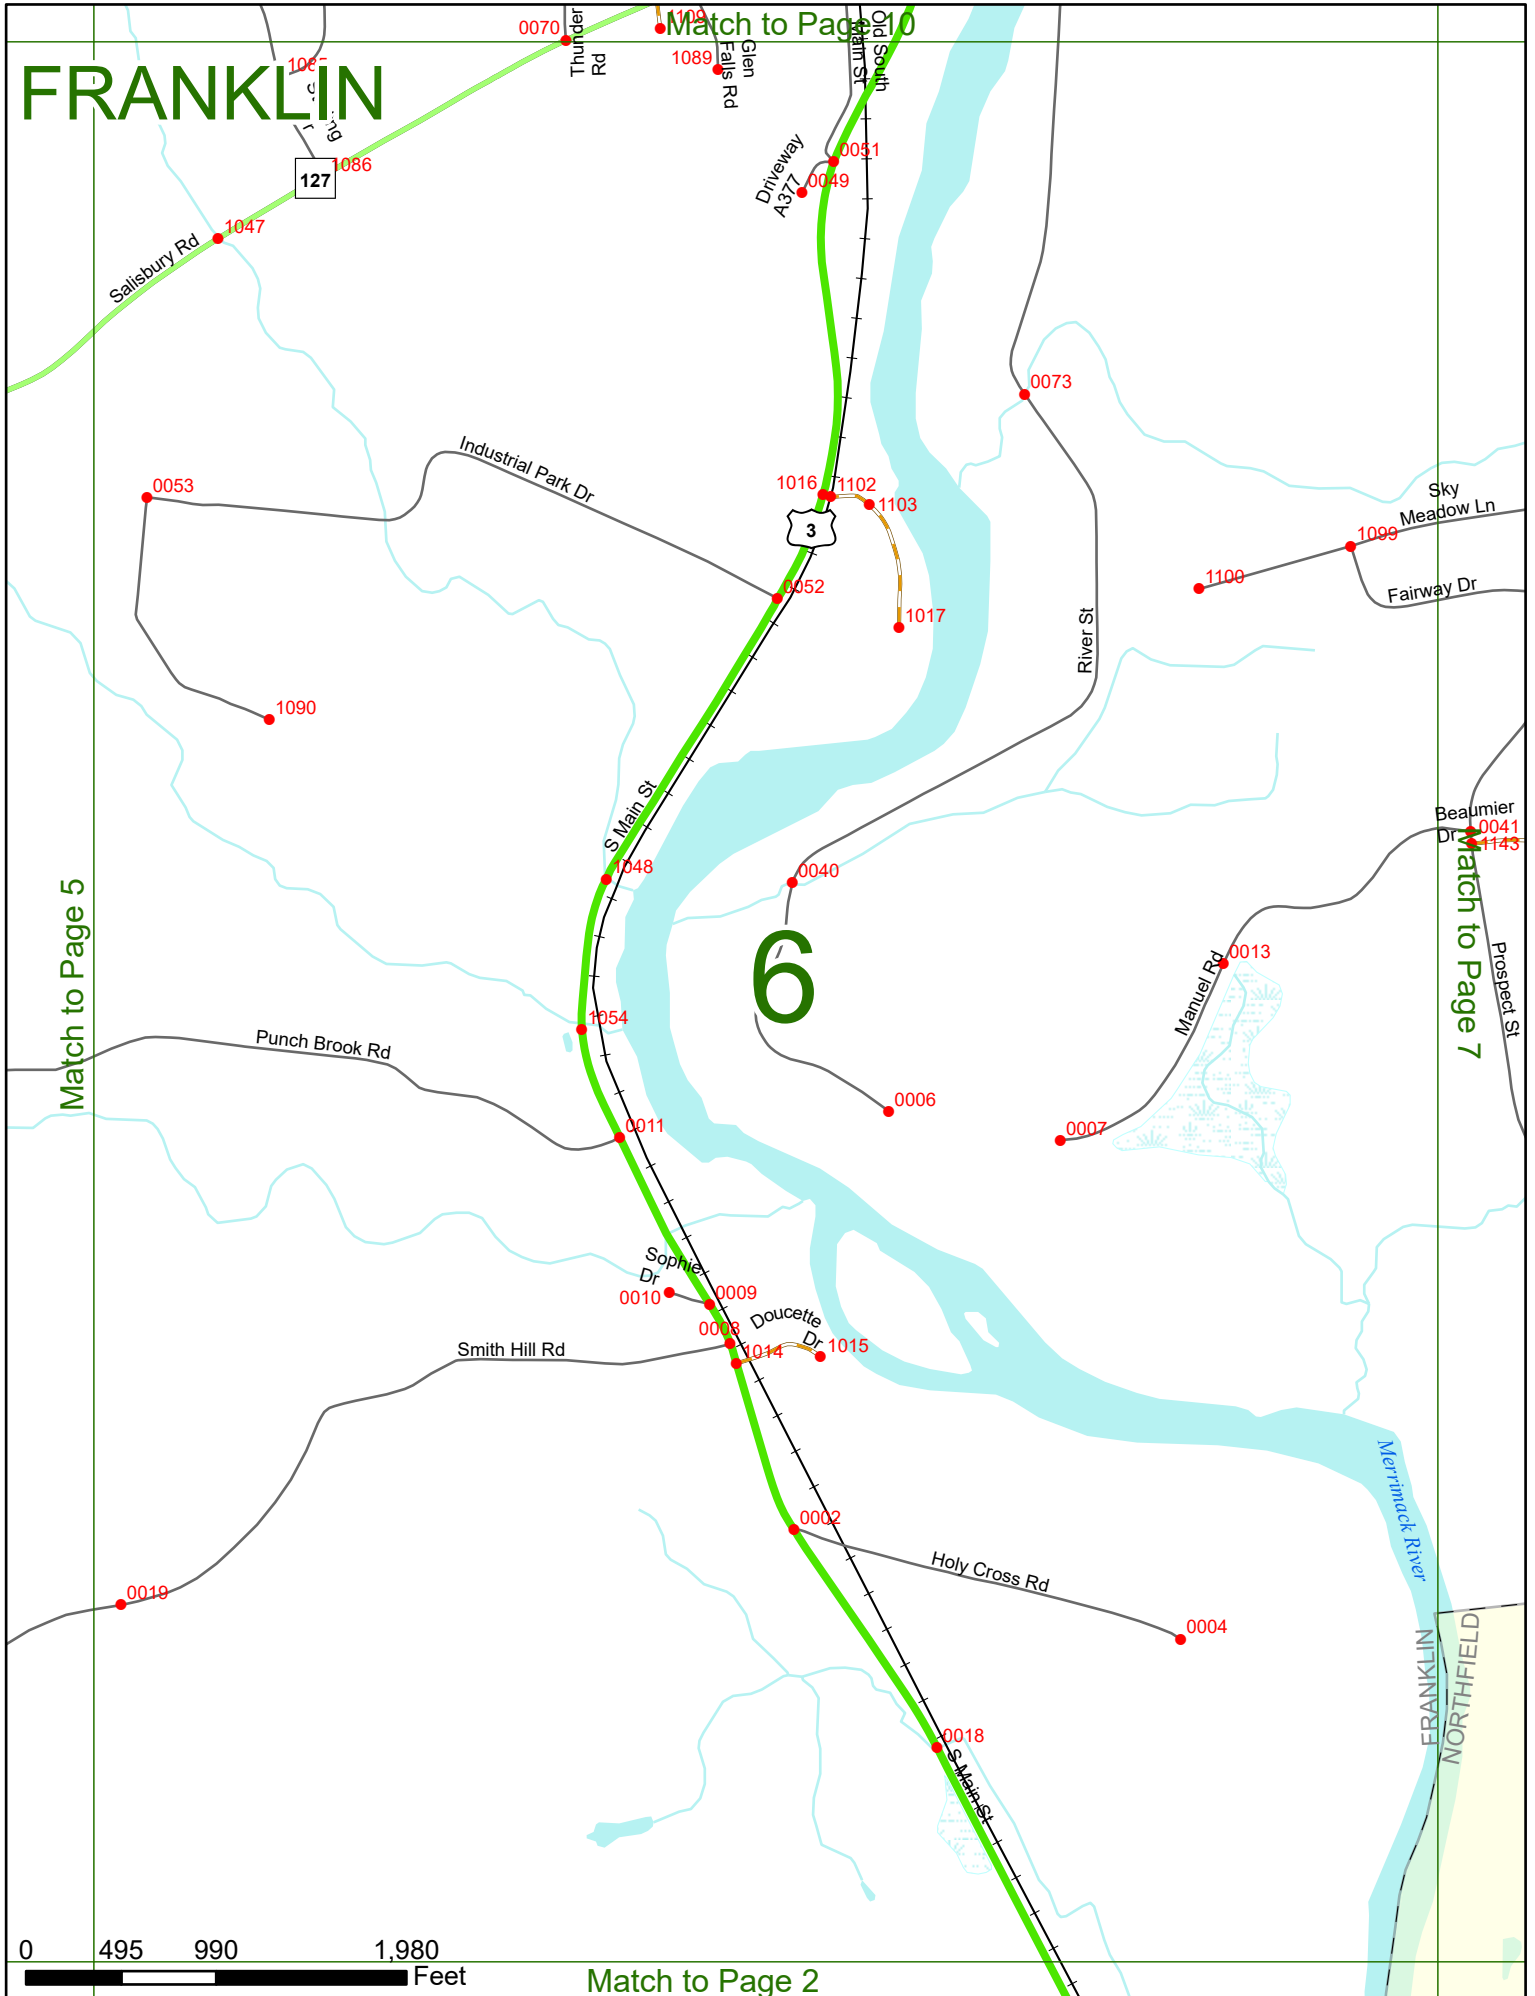 0070
Thunder
Rd
1109
Match to Page 10
1089
Glen
Falls Rd
Main St
Old South
FRANKLIN
127
1086
1047
Salisbury Rd
Driveway
A377
0051
0049
0073
Industrial Park Dr
0053
1016
1102
1103
3
Sky
Meadow Ln
1099
1100
Fairway Dr
0052
1017
River St
1090
S Main St
Beaumier
Dr
0041
1143
1048
0040
Match to Page 5
6
Match to Page 7
0013
Manuel Rd
Prospect St
1054
Punch Brook Rd
0006
0007
0011
Sophie
Dr
0010
0009
Doucette
Dr
0008
1014
1015
Smith Hill Rd
Merrimack River
0002
Holy Cross Rd
0019
0004
FRANKLIN
NORTHFIELD
0018
S Main St
0 495 990 1,980
Feet
Match to Page 2